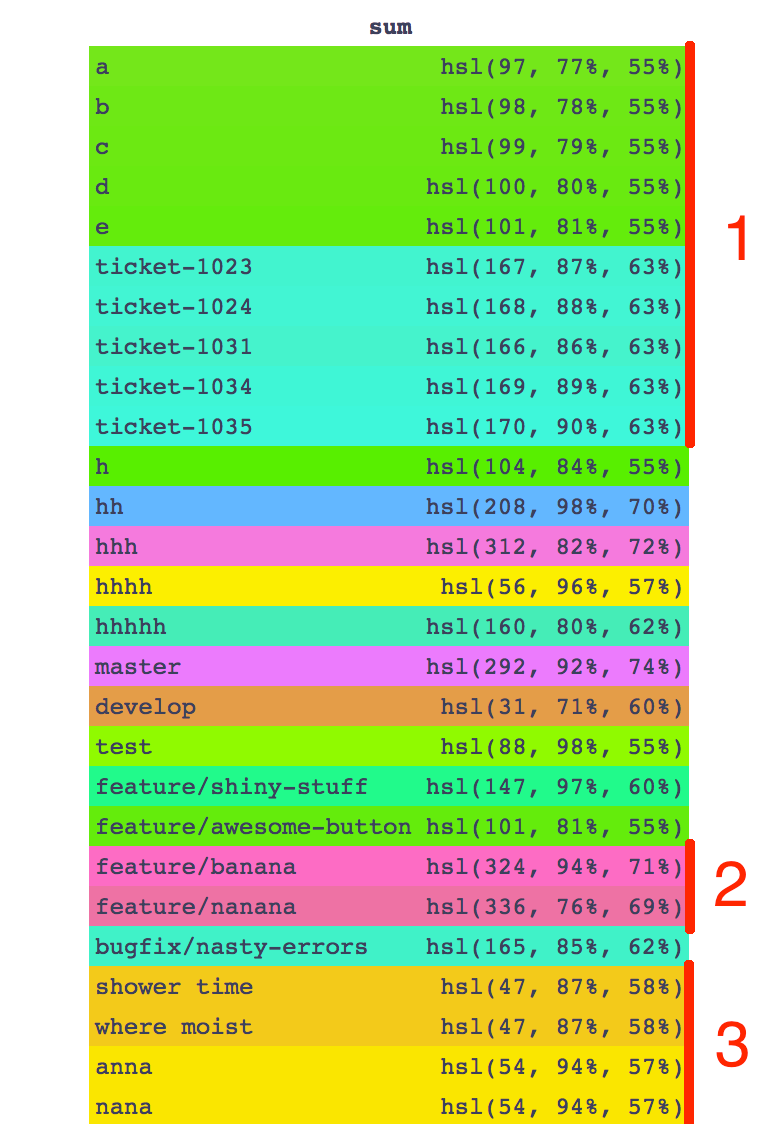 sum
a hsl(97, 77%, 55%)
b hsl(98, 78%, 55%)
c hsl(99, 79%, 55%)
d hsl(100, 80%, 55%)
e hsl(101, 81%, 55%)
1
ticket-1023 hsl(167, 87%, 63%)
ticket-1024 hsl(168, 88%, 63%)
ticket-1031 hsl(166, 86%, 63%)
ticket-1034 hsl(169, 89%, 63%)
ticket-1035 hsl(170, 90%, 63%)
h hsl(104, 84%, 55%)
hh hsl(208, 98%, 70%)
hhh hsl(312, 82%, 72%)
hhhh hsl(56, 96%, 57%)
hhhhh hsl(160, 80%, 62%)
master hsl(292, 92%, 74%)
develop hsl(31, 71%, 60%)
test hsl(88, 98%, 55%)
feature/shiny-stuff hsl(147, 97%, 60%)
feature/awesome-button hsl(101, 81%, 55%)
feature/banana hsl(324, 94%, 71%)
2
feature/nanana hsl(336, 76%, 69%)
bugfix/nasty-errors hsl(165, 85%, 62%)
shower time hsl(47, 87%, 58%)
where moist hsl(47, 87%, 58%)
3
anna hsl(54, 94%, 57%)
nana hsl(54, 94%, 57%)